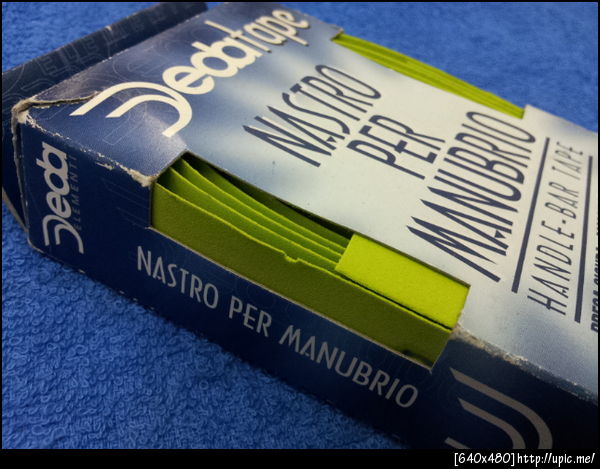 Dedatape
NASTRO
PER
MANUBRIO
HANDLE-BAR TAPE
Deda
ELEMENTI
NASTRO PER MANUBRIO
[640x480]http://upic.me/